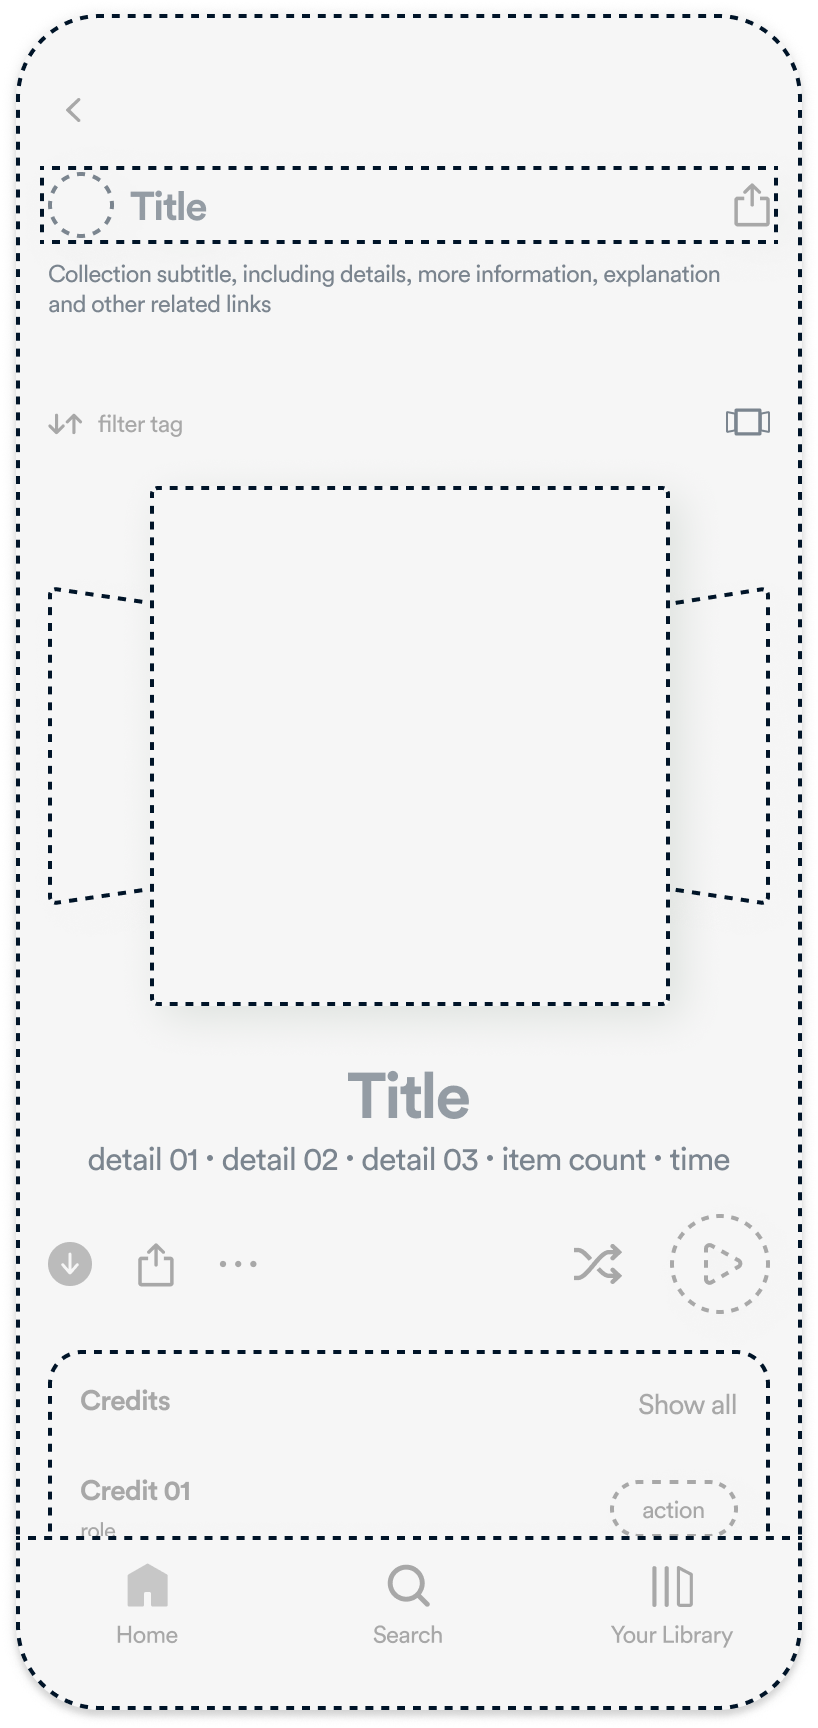 Title
Collection subtitle, including details, more information, explanation
and other related links
filter tag
Title
detail 01 • detail 02 • detail 03 • item count • time
Credits
Show all
Credit 01
action
role
Home
Search
Your Library